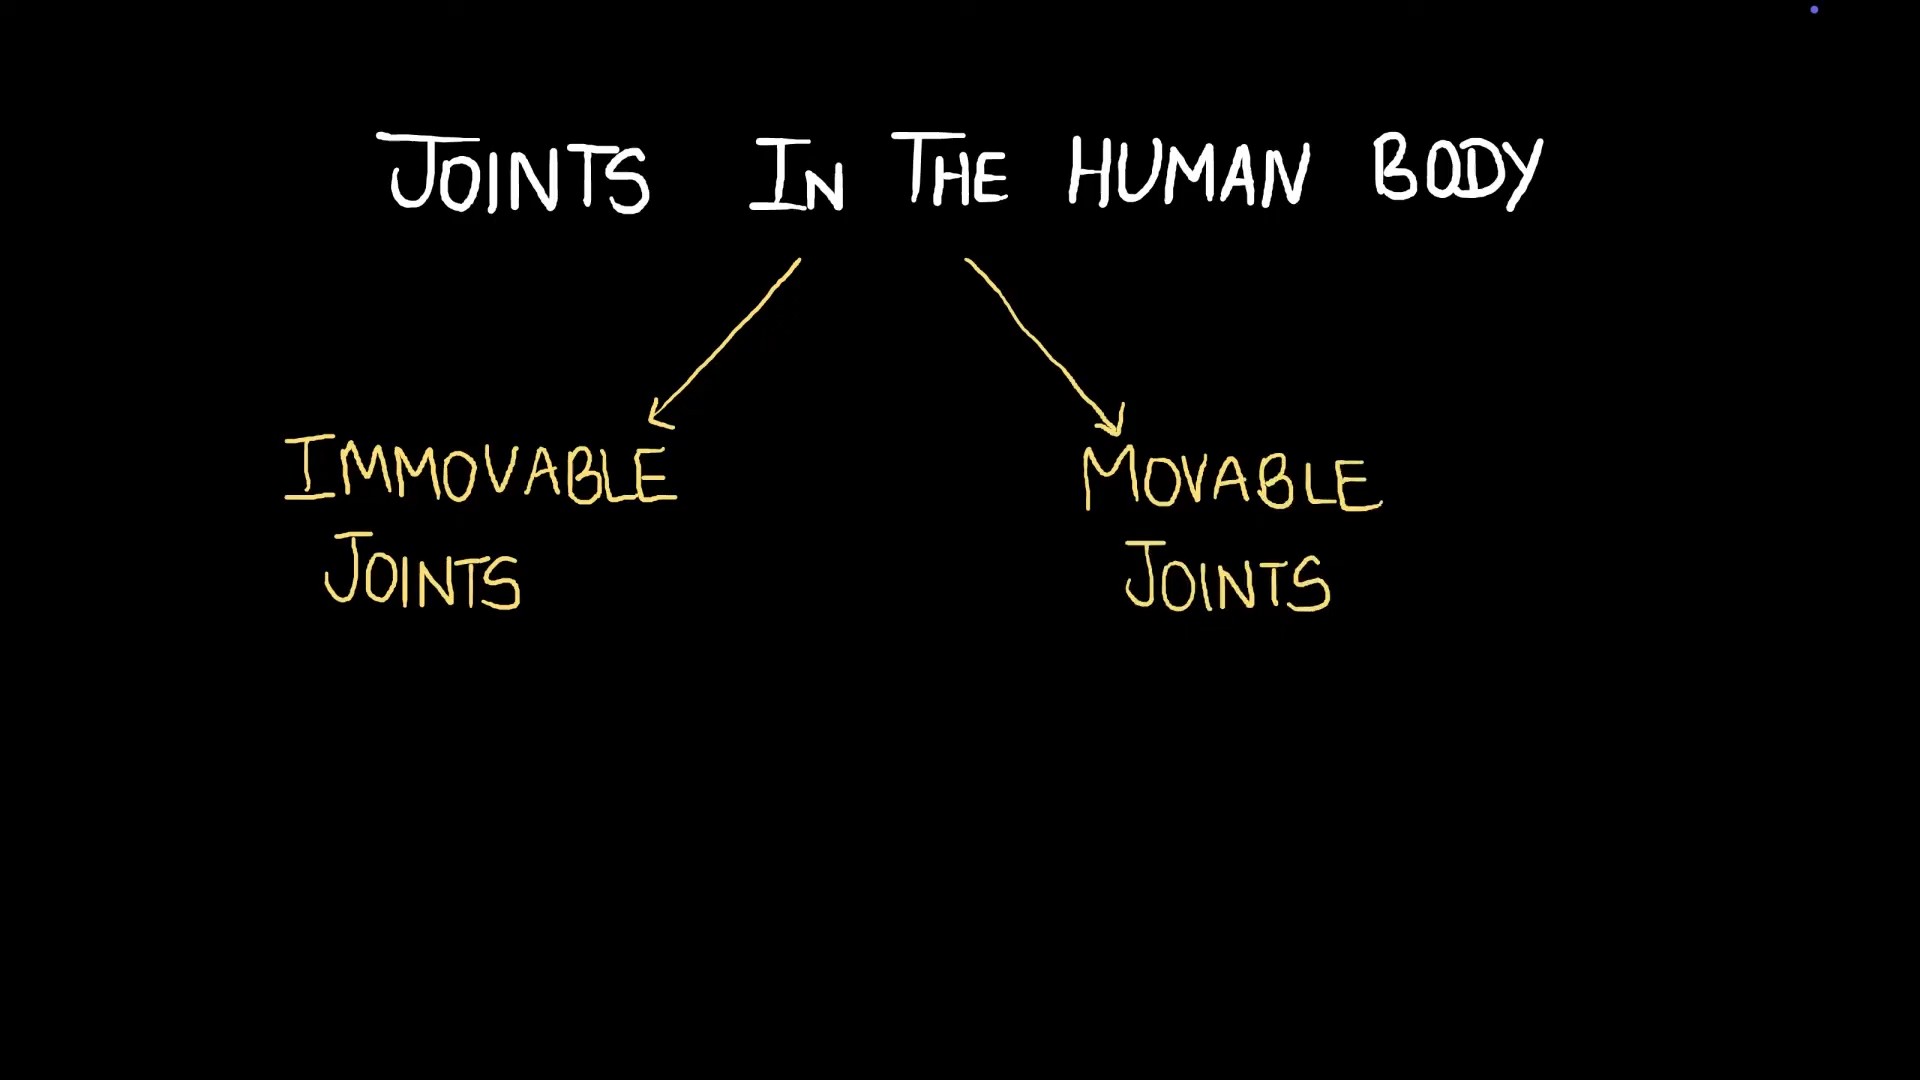 JOINTS IN THE HUMAN BODY
IMMOVABLE
JOINTS
MOVABLE
JOINTS